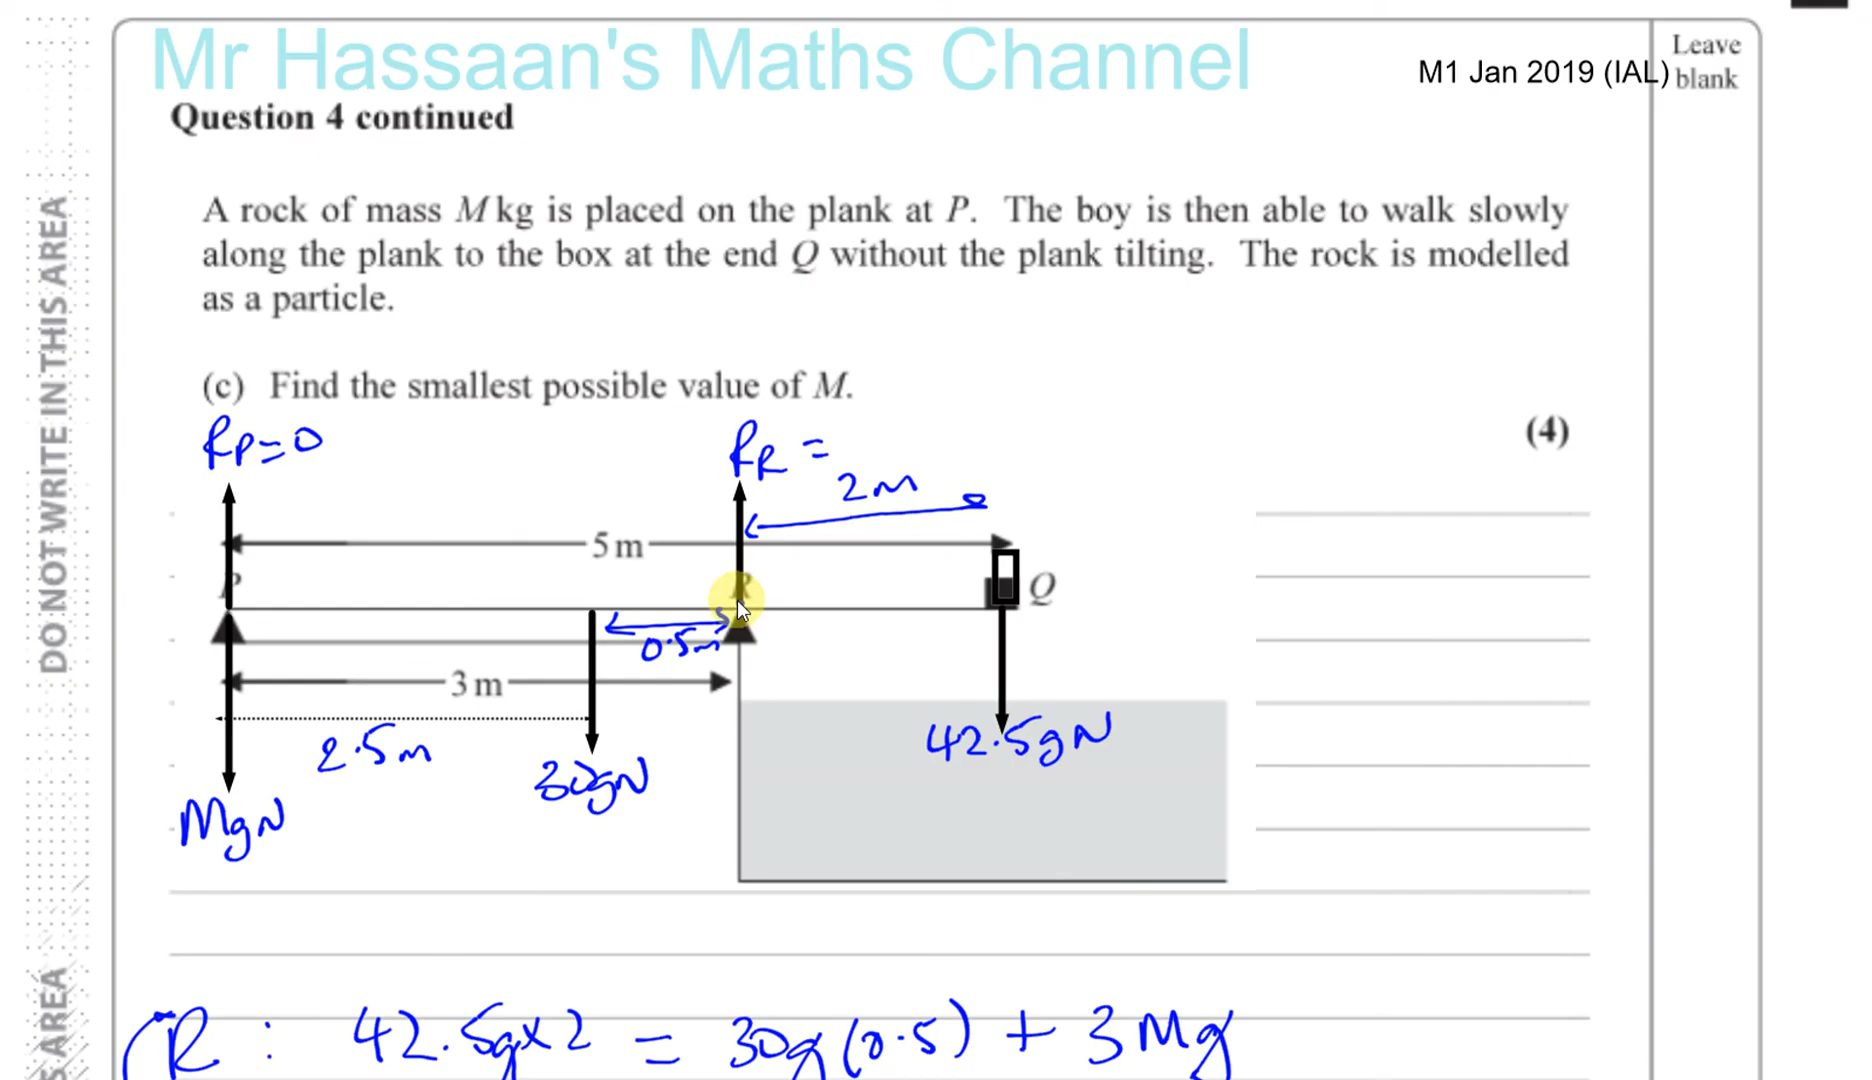 Mr Hassaan's Maths Channel
M1 Jan 2019 (IAL)
Leave
blank
Question 4 continued
A rock of mass M kg is placed on the plank at P. The boy is then able to walk slowly
along the plank to the box at the end Q without the plank tilting. The rock is modelled
as a particle.
(c) Find the smallest possible value of M.
(4)
RP=0
RR =
2m
5 m
P
R
Q
0.5m
3 m
2.5m
30gN
42.5gN
MgN
R : 42.5g×2 = 30g(0.5) + 3Mg
DO NOT WRITE IN THIS AREA
S AREA